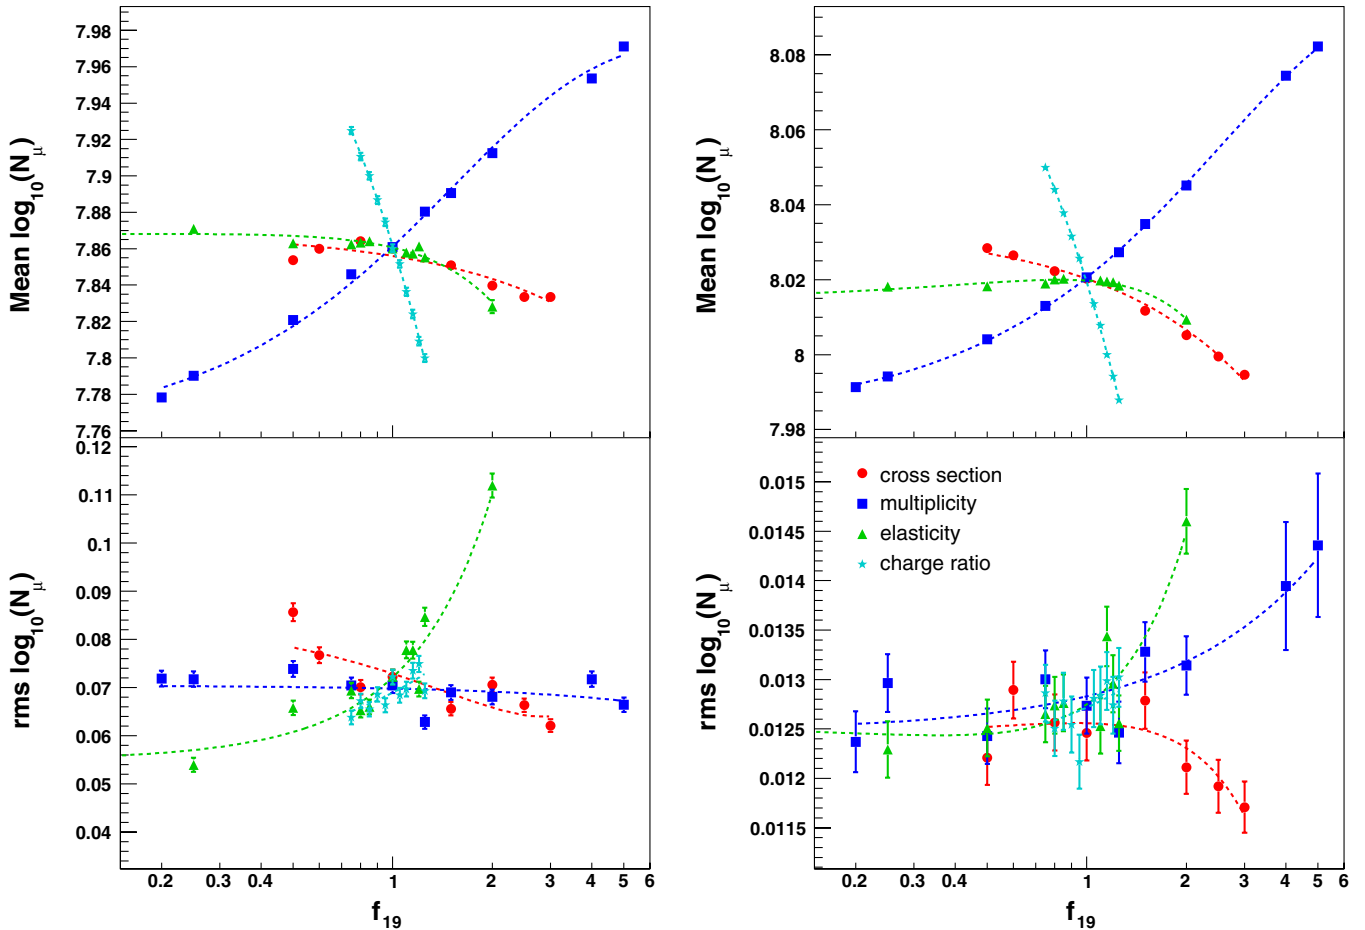 Mean log10(Nμ)
7.98
7.96
7.94
7.92
7.9
7.88
7.86
7.84
7.82
7.8
7.78
7.76
Mean log10(Nμ)
8.08
8.06
8.04
8.02
8
7.98
rms log10(Nμ)
0.12
0.11
0.1
0.09
0.08
0.07
0.06
0.05
0.04
0.2 0.3 0.4 1 2 3 4 5 6
f19
rms log10(Nμ)
0.015
0.0145
0.014
0.0135
0.013
0.0125
0.012
0.0115
cross section
multiplicity
elasticity
charge ratio
0.2 0.3 0.4 1 2 3 4 5 6
f19